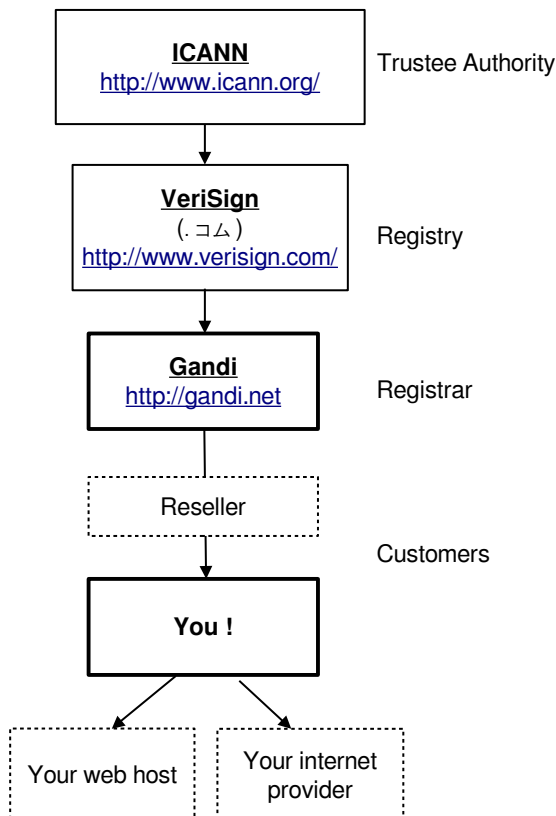 ICANN
http://www.icann.org/
Trustee Authority
VeriSign
(.コム)
http://www.verisign.com/
Registry
Gandi
http://gandi.net
Registrar
Reseller
Customers
You !
Your web host
Your internet
provider